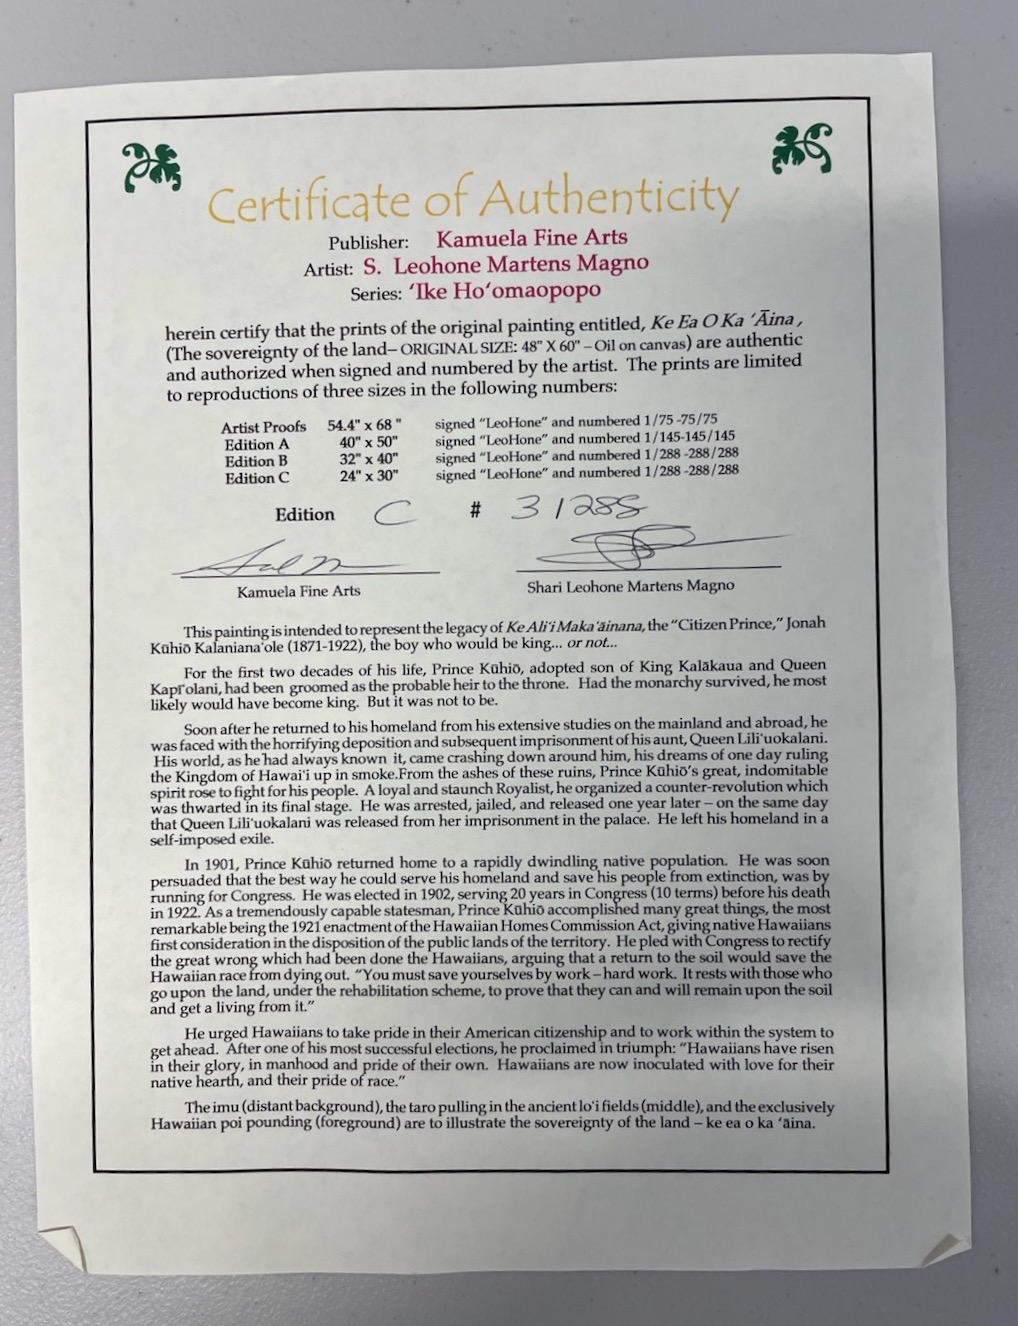 Certificate of Authenticity
Publisher: Kamuela Fine Arts
Artist: S. Leohone Martens Magno
Series: ‘Ike Ho‘omaopopo
herein certify that the prints of the original painting entitled, Ke Ea O Ka ‘Āina,
(The sovereignty of the land– ORIGINAL SIZE: 48" X 60" – Oil on canvas) are authentic
and authorized when signed and numbered by the artist. The prints are limited
to reproductions of three sizes in the following numbers:
Artist Proofs 54.4" x 68 " signed "LeoHone" and numbered 1/75 -75/75
Edition A 40" x 50" signed "LeoHone" and numbered 1/145-145/145
Edition B 32" x 40" signed "LeoHone" and numbered 1/288 -288/288
Edition C 24" x 30" signed "LeoHone" and numbered 1/288 -288/288
Edition C # 3/288
Kamuela Fine Arts Shari Leohone Martens Magno
This painting is intended to represent the legacy of Ke Ali‘i Maka‘āinana, the "Citizen Prince," Jonah
Kūhiō Kalaniana‘ole (1871-1922), the boy who would be king... or not...
For the first two decades of his life, Prince Kūhiō, adopted son of King Kalākaua and Queen
Kapi‘olani, had been groomed as the probable heir to the throne. Had the monarchy survived, he most
likely would have become king. But it was not to be.
Soon after he returned to his homeland from his extensive studies on the mainland and abroad, he
was faced with the horrifying deposition and subsequent imprisonment of his aunt, Queen Lili‘uokalani.
His world, as he had always known it, came crashing down around him, his dreams of one day ruling
the Kingdom of Hawai‘i up in smoke.From the ashes of these ruins, Prince Kūhiō's great, indomitable
spirit rose to fight for his people. A loyal and staunch Royalist, he organized a counter-revolution which
was thwarted in its final stage. He was arrested, jailed, and released one year later – on the same day
that Queen Lili‘uokalani was released from her imprisonment in the palace. He left his homeland in a
self-imposed exile.
In 1901, Prince Kūhiō returned home to a rapidly dwindling native population. He was soon
persuaded that the best way he could serve his homeland and save his people from extinction, was by
running for Congress. He was elected in 1902, serving 20 years in Congress (10 terms) before his death
in 1922. As a tremendously capable statesman, Prince Kūhiō accomplished many great things, the most
remarkable being the 1921 enactment of the Hawaiian Homes Commission Act, giving native Hawaiians
first consideration in the disposition of the public lands of the territory. He pled with Congress to rectify
the great wrong which had been done the Hawaiians, arguing that a return to the soil would save the
Hawaiian race from dying out. "You must save yourselves by work – hard work. It rests with those who
go upon the land, under the rehabilitation scheme, to prove that they can and will remain upon the soil
and get a living from it."
He urged Hawaiians to take pride in their American citizenship and to work within the system to
get ahead. After one of his most successful elections, he proclaimed in triumph: "Hawaiians have risen
in their glory, in manhood and pride of their own. Hawaiians are now inoculated with love for their
native hearth, and their pride of race."
The imu (distant background), the taro pulling in the ancient lo‘i fields (middle), and the exclusively
Hawaiian poi pounding (foreground) are to illustrate the sovereignty of the land – ke ea o ka ‘āina.